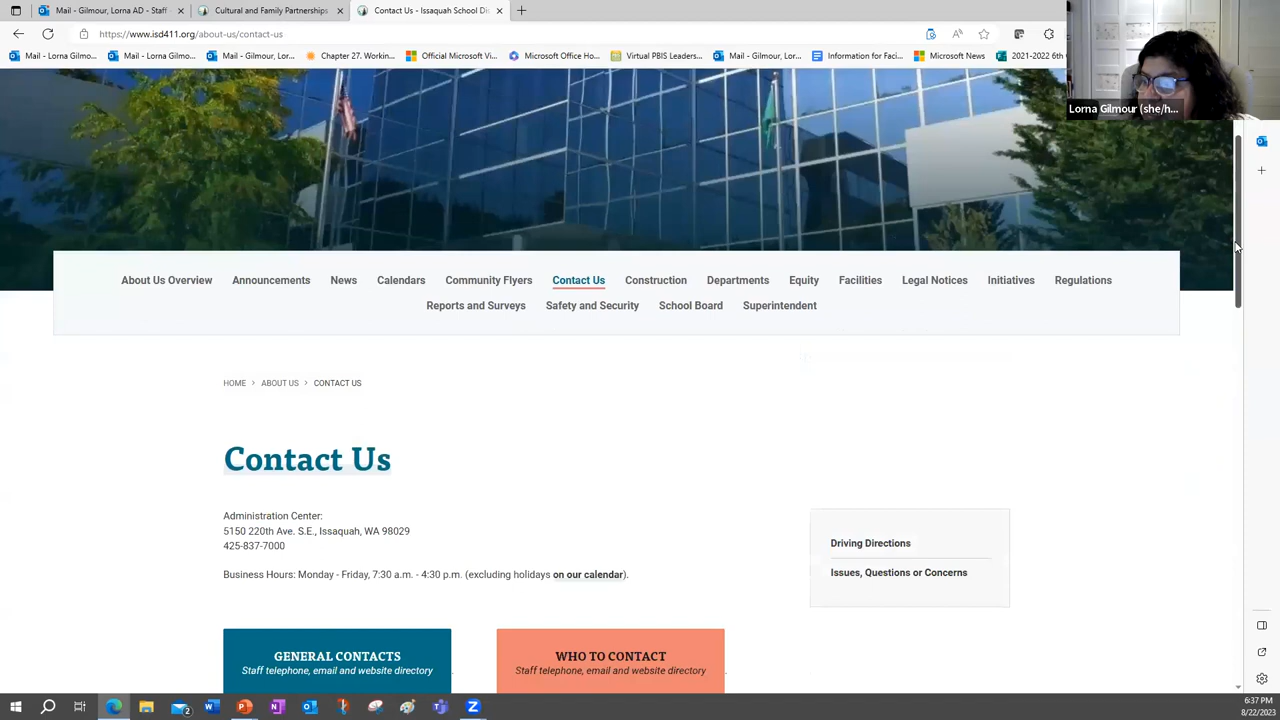 Mail - Gilmour, Lorna AD - Staff -
Cultural and Family Partnerships
Contact Us - Issaquah School Di
https://www.isd411.org/about-us/contact-us
Mail - Lorna Gilmo...
Mail - Lorna Gilmo...
Mail - Gilmour, Lor...
Chapter 27. Workin...
Official Microsoft Vi...
Microsoft Office Ho...
Virtual PBIS Leaders...
Mail - Gilmour, Lor...
Information for Faci...
Microsoft News
2021-2022 6th
Lorna Gilmour (she/h...
About Us Overview
Announcements
News
Calendars
Community Flyers
Contact Us
Construction
Departments
Equity
Facilities
Legal Notices
Initiatives
Regulations
Reports and Surveys
Safety and Security
School Board
Superintendent
HOME > ABOUT US > CONTACT US
Contact Us
Administration Center:
5150 220th Ave. S.E., Issaquah, WA 98029
425-837-7000
Business Hours: Monday - Friday, 7:30 a.m. - 4:30 p.m. (excluding holidays on our calendar).
Driving Directions
Issues, Questions or Concerns
GENERAL CONTACTS
Staff telephone, email and website directory
WHO TO CONTACT
Staff telephone, email and website directory
6:37 PM
8/22/2023